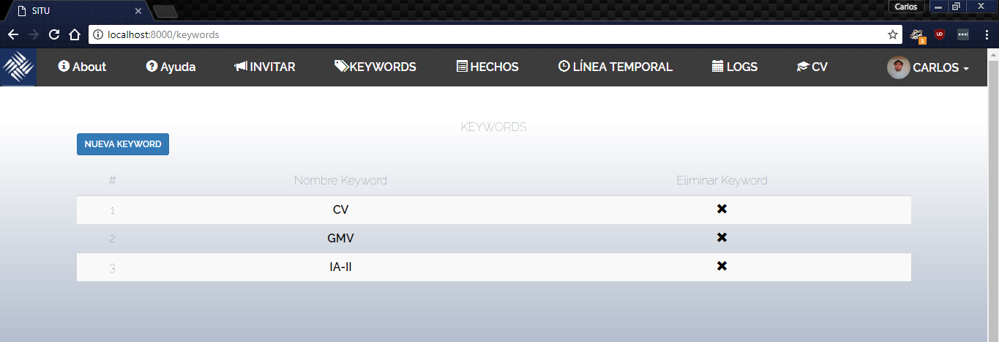 SITU
Carlos
localhost:8000/keywords
3
About Ayuda INVITAR KEYWORDS HECHOS LÍNEA TEMPORAL LOGS CV CARLOS
KEYWORDS
NUEVA KEYWORD
# Nombre Keyword Eliminar Keyword
1 CV
2 GMV
3 IA-II